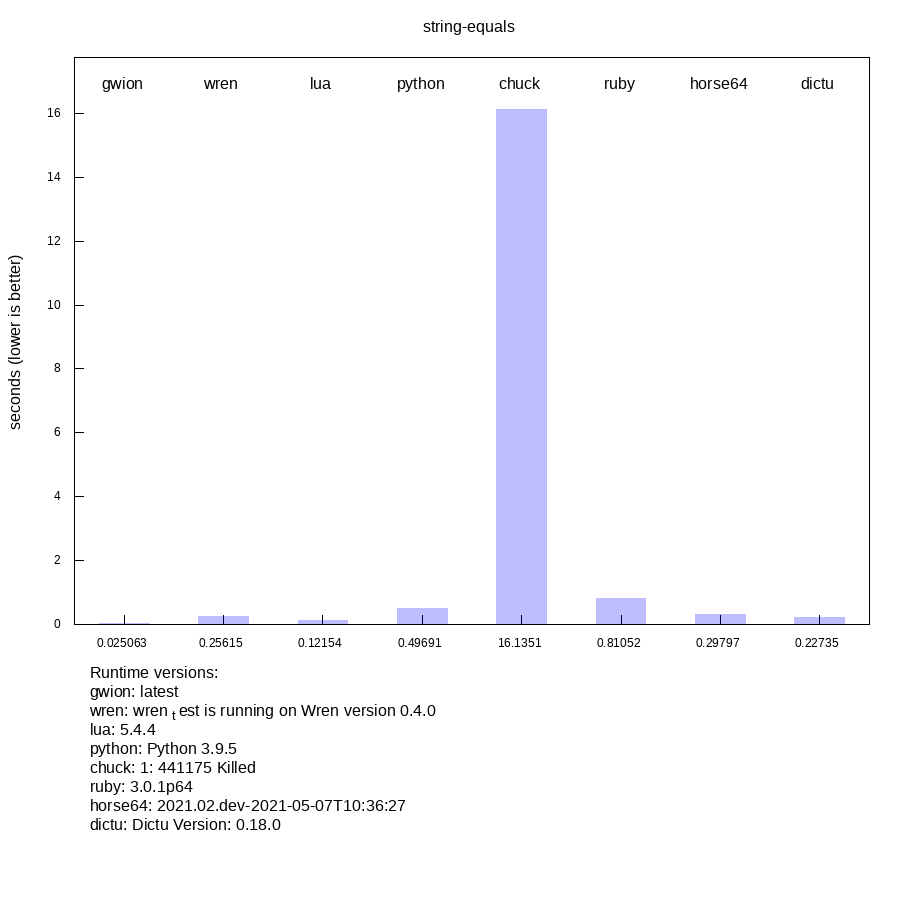 string-equals
gwion wren lua python chuck ruby horse64 dictu
16
14
12
10
8
6
4
2
0
seconds (lower is better)
0.025063 0.25615 0.12154 0.49691 16.1351 0.81052 0.29797 0.22735
Runtime versions:
gwion: latest
wren: wren t est is running on Wren version 0.4.0
lua: 5.4.4
python: Python 3.9.5
chuck: 1: 441175 Killed
ruby: 3.0.1p64
horse64: 2021.02.dev-2021-05-07T10:36:27
dictu: Dictu Version: 0.18.0